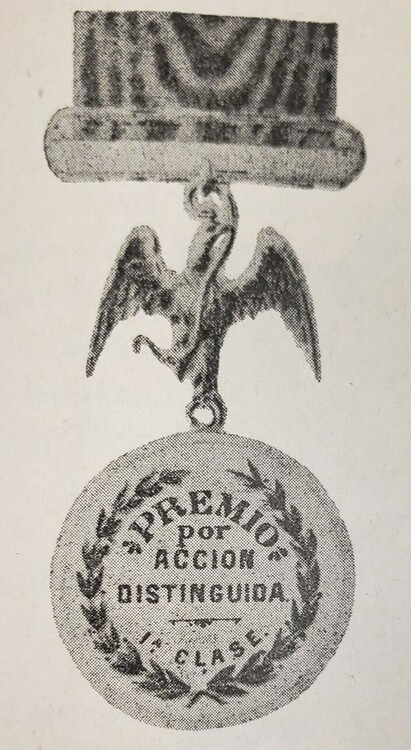 PREMIO
por
ACCION
DISTINGUIDA.
1ª CLASE.